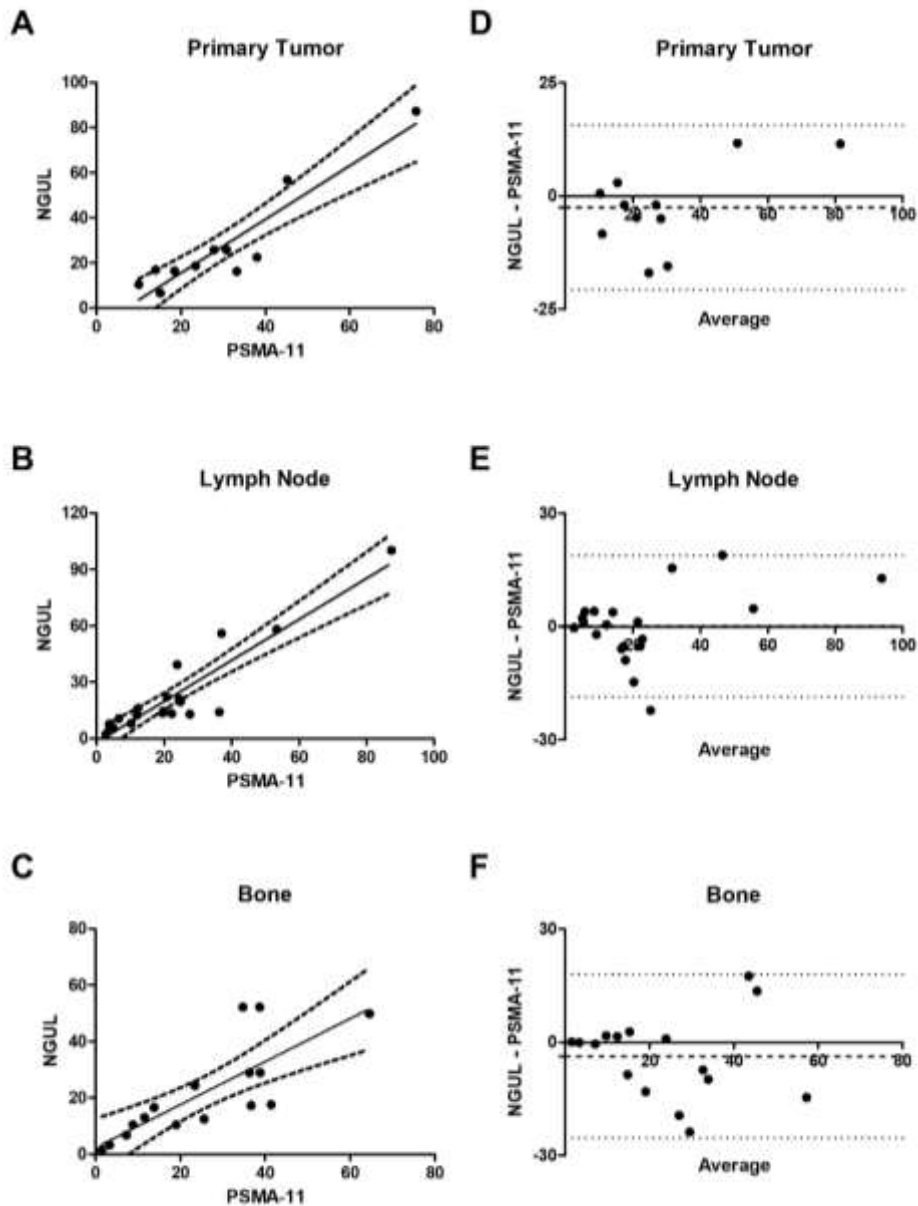 A
Primary Tumor
NGUL
100
80
60
40
20
0
0 20 40 60 80
PSMA-11
D
Primary Tumor
NGUL - PSMA-11
25
0
-25
20 40 60 80 100
Average
B
Lymph Node
NGUL
120
90
60
30
0
0 20 40 60 80 100
PSMA-11
E
Lymph Node
NGUL - PSMA-11
30
0
-30
20 40 60 80 100
Average
C
Bone
NGUL
80
60
40
20
0
0 20 40 60 80
PSMA-11
F
Bone
NGUL - PSMA-11
30
0
-30
20 40 60 80
Average